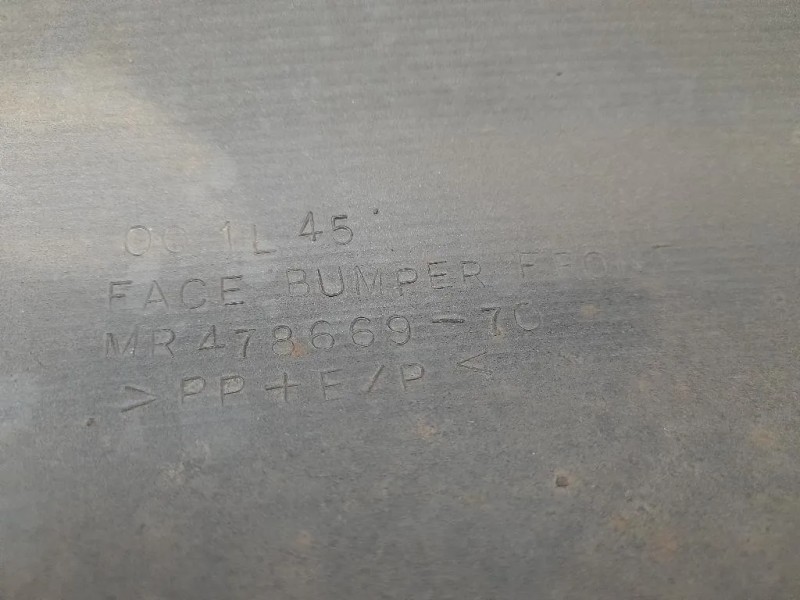 1L 45
FACE BUMPER
MR478669-70
>PP+E/P<